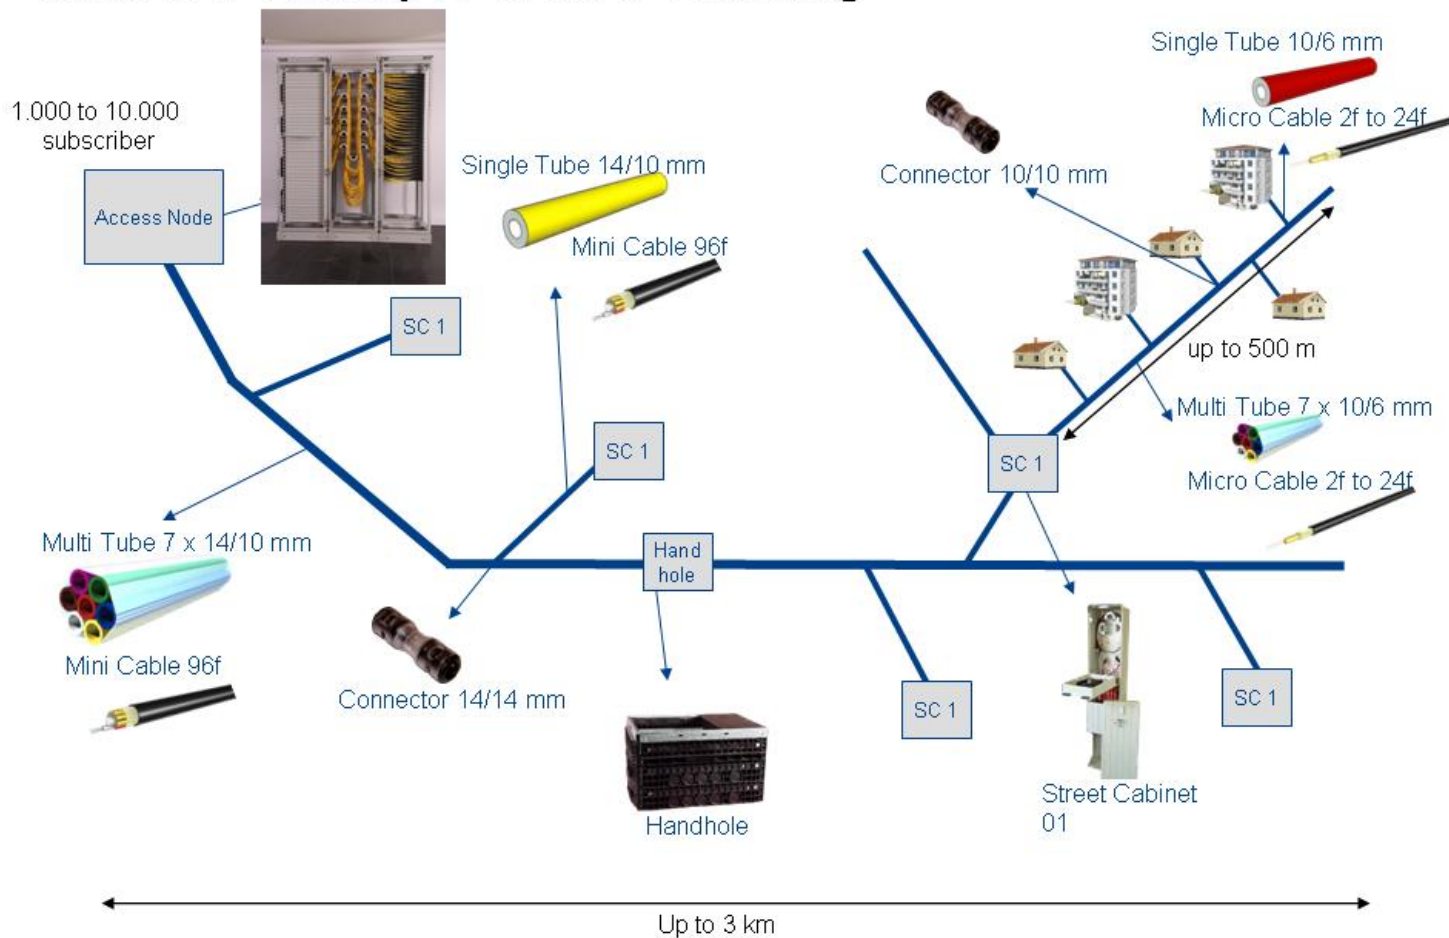 Single Tube 10/6 mm
1.000 to 10.000
subscriber
Micro Cable 2f to 24f
Single Tube 14/10 mm
Connector 10/10 mm
Access Node
Mini Cable 96f
SC 1
up to 500 m
Multi Tube 7 x 10/6 mm
SC 1
SC 1
Micro Cable 2f to 24f
Multi Tube 7 x 14/10 mm
Hand
hole
Mini Cable 96f
Connector 14/14 mm
SC 1
SC 1
Street Cabinet
01
Handhole
Up to 3 km